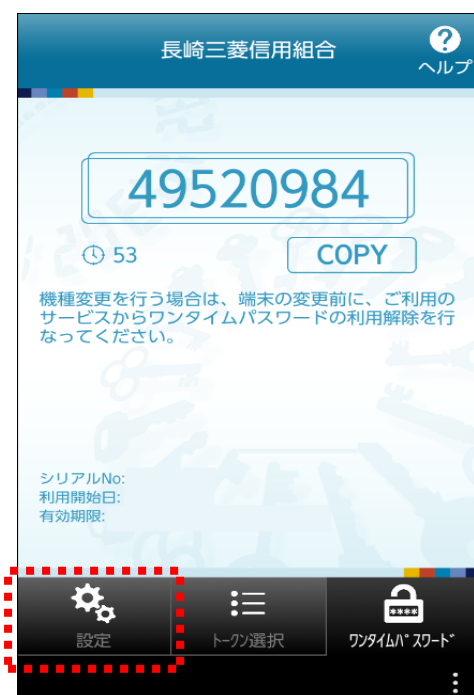 長崎三菱信用組合
?
ヘルプ
49520984
53
COPY
機種変更を行う場合は、端末の変更前に、ご利用の
サービスからワンタイムパスワードの利用解除を行
なってください。
シリアルNo:
利用開始日:
有効期限:
設定
トークン選択
****
ワンタイムパスワード